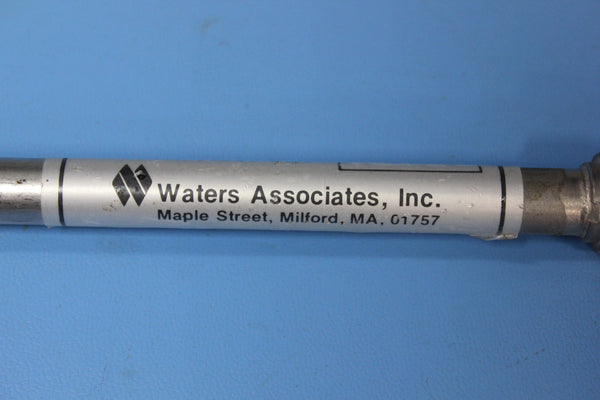 Waters Associates, Inc.
Maple Street, Milford, MA, 01757